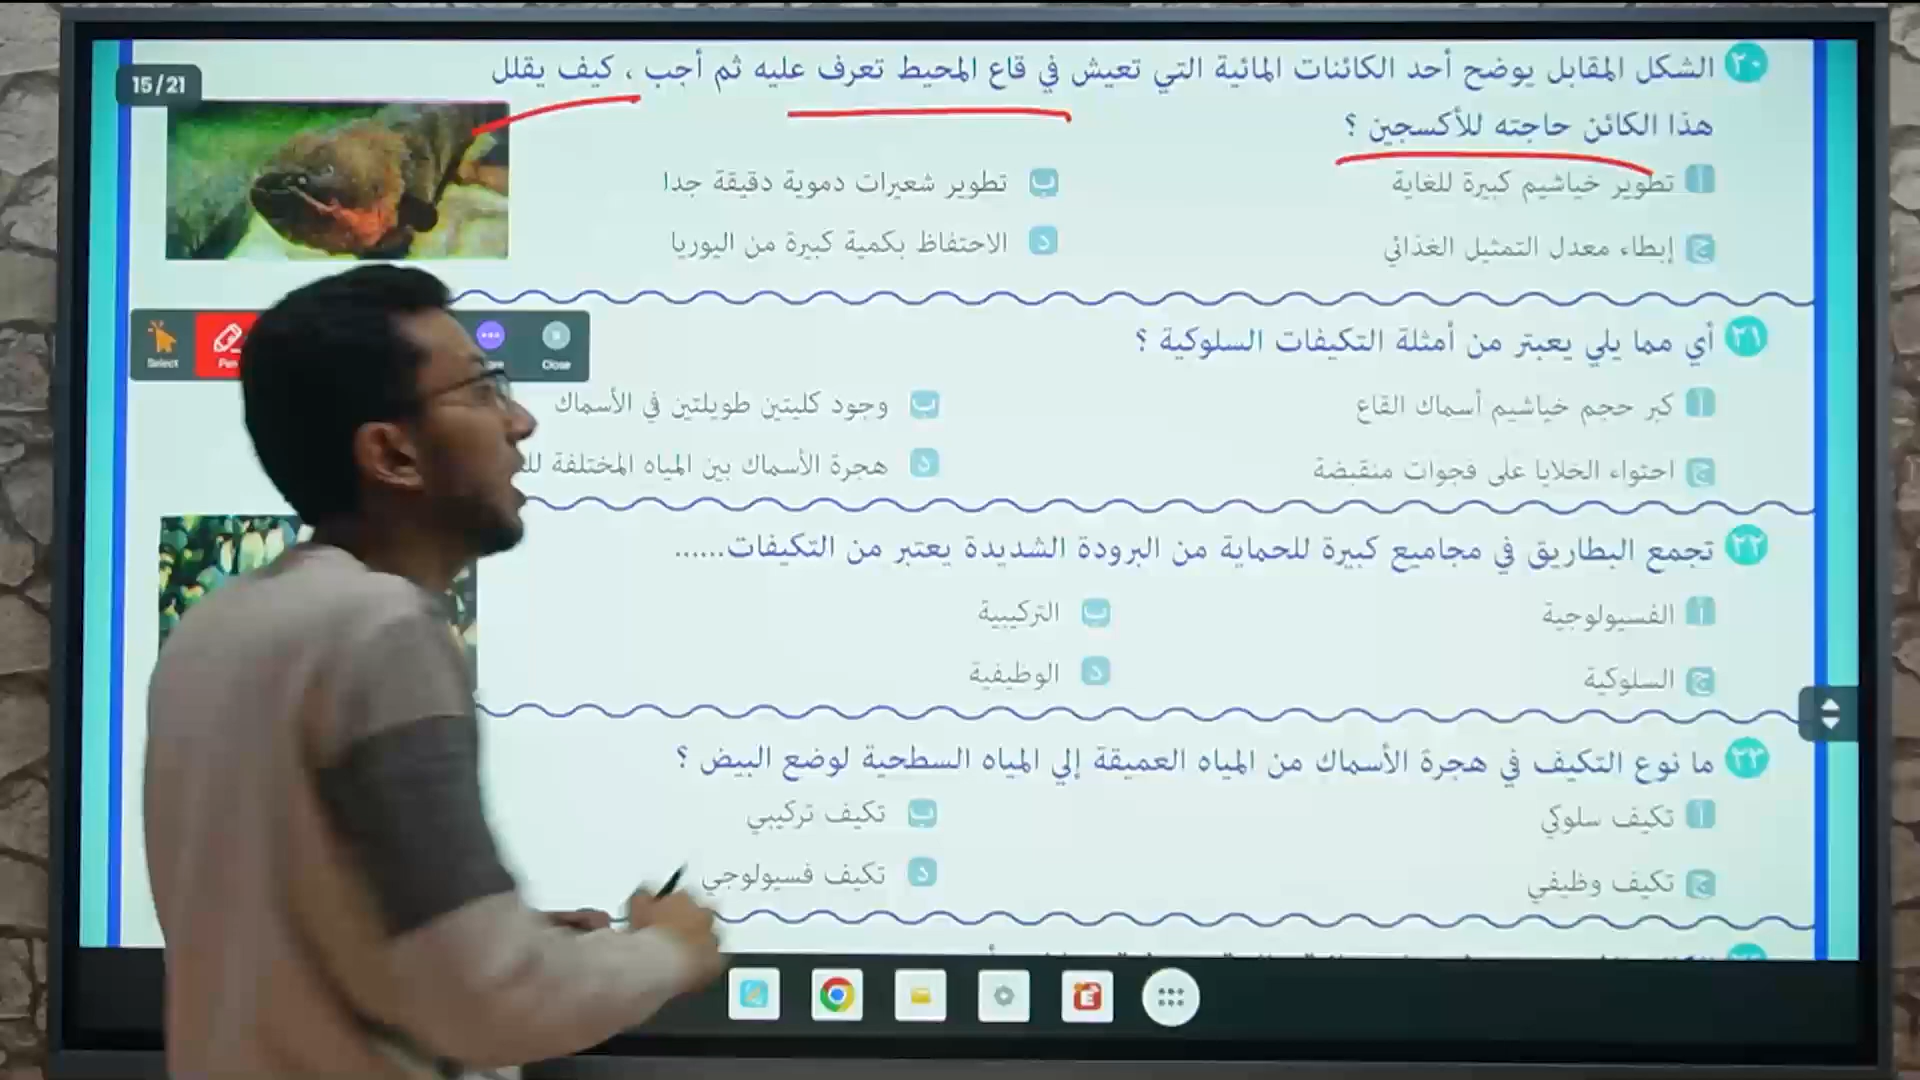 15/21
٢٠ الشكل المقابل يوضح أحد الكائنات المائية التي تعيش في قاع المحيط تعرف عليه ثم أجب ، كيف يقلل
هذا الكائن حاجته للأكسجين ؟
أ تطوير خياشيم كبيرة للغاية
ب تطوير شعيرات دموية دقيقة جدا
ج إبطاء معدل التمثيل الغذائي
د الاحتفاظ بكمية كبيرة من اليوريا
Select
Pen
Close
٢١ أي مما يلي يعبتر من أمثلة التكيفات السلوكية ؟
أ كبر حجم خياشيم أسماك القاع
ب وجود كليتين طويلتين في الأسماك
ج احتواء الخلايا على فجوات منقبضة
د هجرة الأسماك بين المياه المختلفة
٢٢ تجمع البطاريق في مجاميع كبيرة للحماية من البرودة الشديدة يعتبر من التكيفات......
أ الفسيولوجية
ب التركيبية
ج السلوكية
د الوظيفية
٢٣ ما نوع التكيف في هجرة الأسماك من المياه العميقة إلي المياه السطحية لوضع البيض ؟
أ تكيف سلوكي
ب تكيف تركيبي
ج تكيف وظيفي
د تكيف فسيولوجي